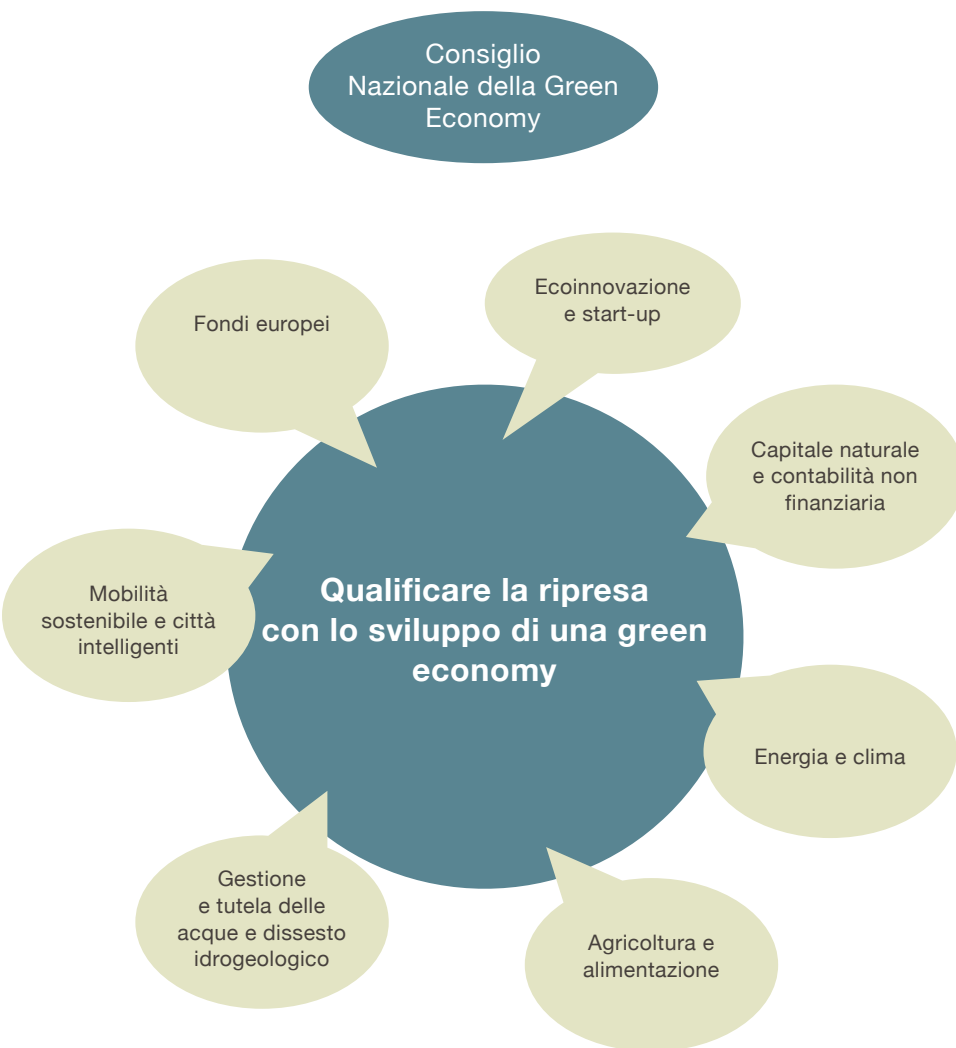 Consiglio
Nazionale della Green
Economy
Ecoinnovazione
e start-up
Fondi europei
Capitale naturale
e contabilità non
finanziaria
Mobilità
sostenibile e città
intelligenti
Qualificare la ripresa
con lo sviluppo di una green
economy
Energia e clima
Gestione
e tutela delle
acque e dissesto
idrogeologico
Agricoltura e
alimentazione